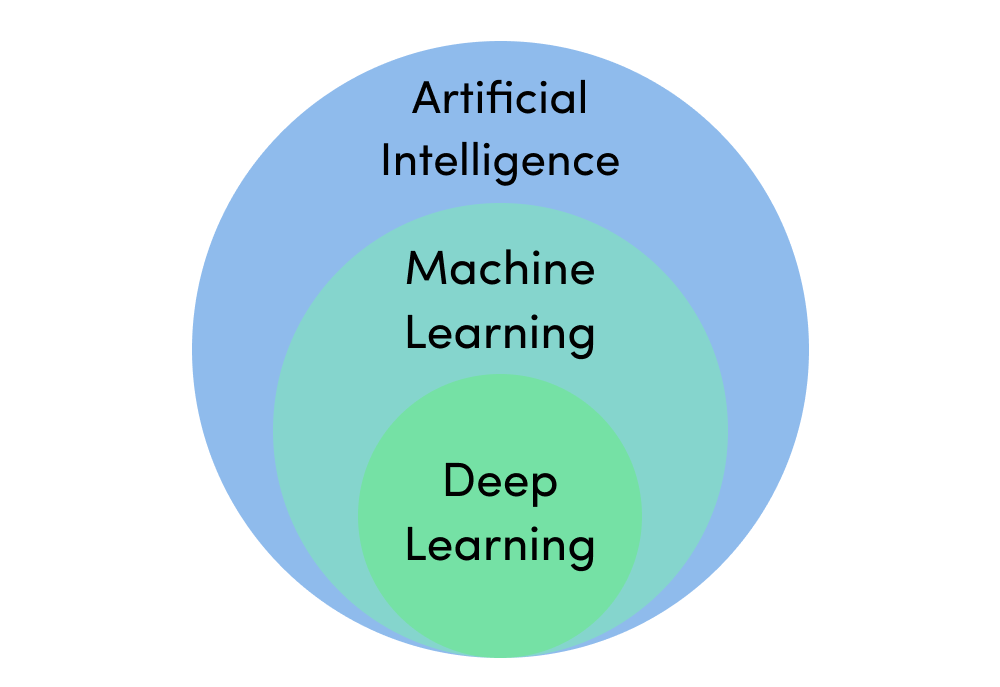 Artificial
Intelligence
Machine
Learning
Deep
Learning